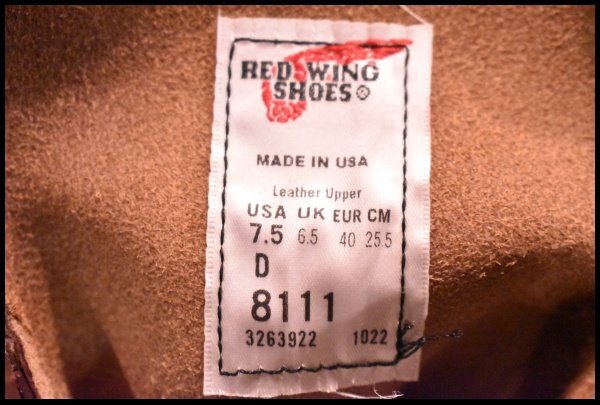 RED WING
SHOES®
MADE IN USA
Leather Upper
USA UK EUR CM
7.5 6.5 40 25.5
D
8111
3263922 1022